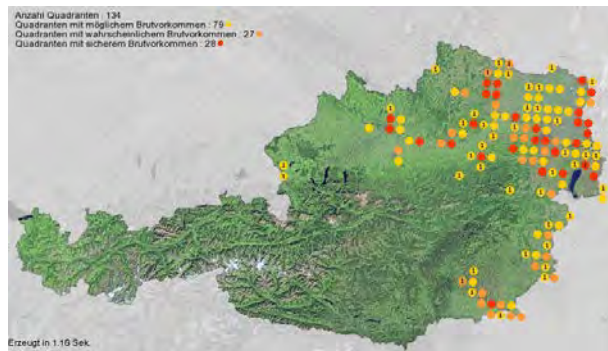 Anzahl Quadranten : 134
Quadranten mit möglichem Brutvorkommen : 79
Quadranten mit wahrscheinlichem Brutvorkommen : 27
Quadranten mit sicherem Brutvorkommen : 28
Erzeugt in 1.16 Sek.